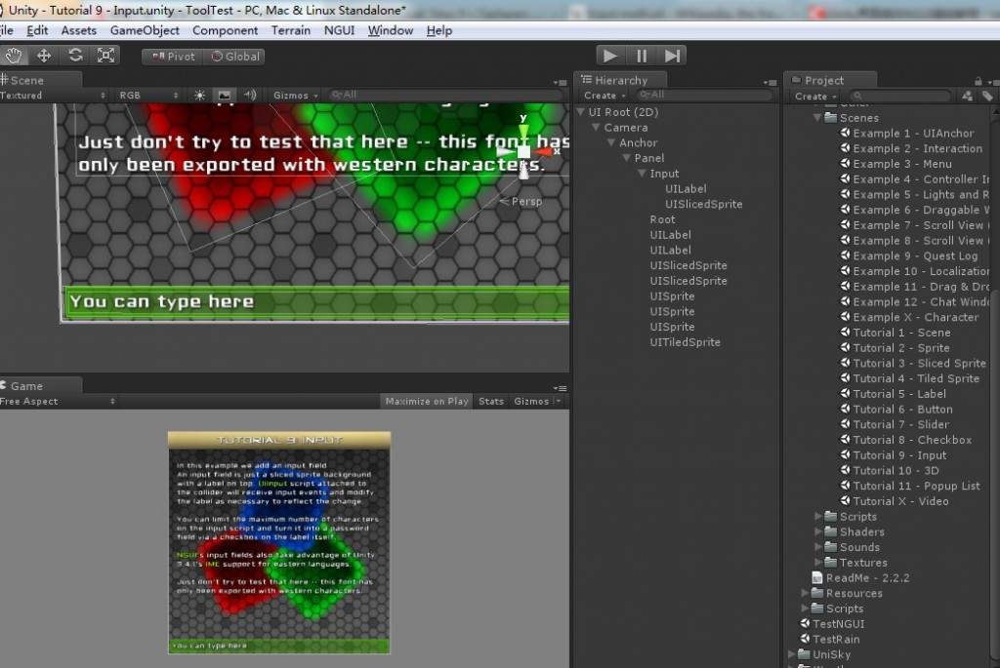 Unity - Tutorial 9 - Input.unity - ToolTest - PC, Mac & Linux Standalone*
ile Edit Assets GameObject Component Terrain NGUI Window Help
Pivot Global
Scene
Textured RGB Gizmos All
Just don't try to test that here -- this font has
only been exported with western characters.
y
x
Persp
You can type here
Game
Free Aspect Maximize on Play Stats Gizmos
TUTORIAL 9 INPUT
In this example we add an input field.
An input field is just a sliced sprite background
with a label on top. UIInput script attached to
the collider will receive input events and modify
the label as necessary to reflect the change.
You can limit the maximum number of characters
on the input script and turn it into a password
field via a checkbox on the label itself.
NGUI's input fields also take advantage of Unity
3.4.1's IME support for eastern languages.
Just don't try to test that here -- this font has
only been exported with western characters.
You can type here
Hierarchy
Create All
UI Root (2D)
Camera
Anchor
Panel
Input
UILabel
UISlicedSprite
Root
UILabel
UILabel
UISlicedSprite
UISlicedSprite
UISprite
UISprite
UISprite
UITiledSprite
Project
Create
Scenes
Example 1 - UIAnchor
Example 2 - Interaction
Example 3 - Menu
Example 4 - Controller In
Example 5 - Lights and R
Example 6 - Draggable W
Example 7 - Scroll View (
Example 8 - Scroll View (
Example 9 - Quest Log
Example 10 - Localization
Example 11 - Drag & Dro
Example 12 - Chat Windo
Example X - Character
Tutorial 1 - Scene
Tutorial 2 - Sprite
Tutorial 3 - Sliced Sprite
Tutorial 4 - Tiled Sprite
Tutorial 5 - Label
Tutorial 6 - Button
Tutorial 7 - Slider
Tutorial 8 - Checkbox
Tutorial 9 - Input
Tutorial 10 - 3D
Tutorial 11 - Popup List
Tutorial X - Video
Scripts
Shaders
Sounds
Textures
ReadMe - 2.2.2
Resources
Scripts
TestNGUI
TestRain
UniSky